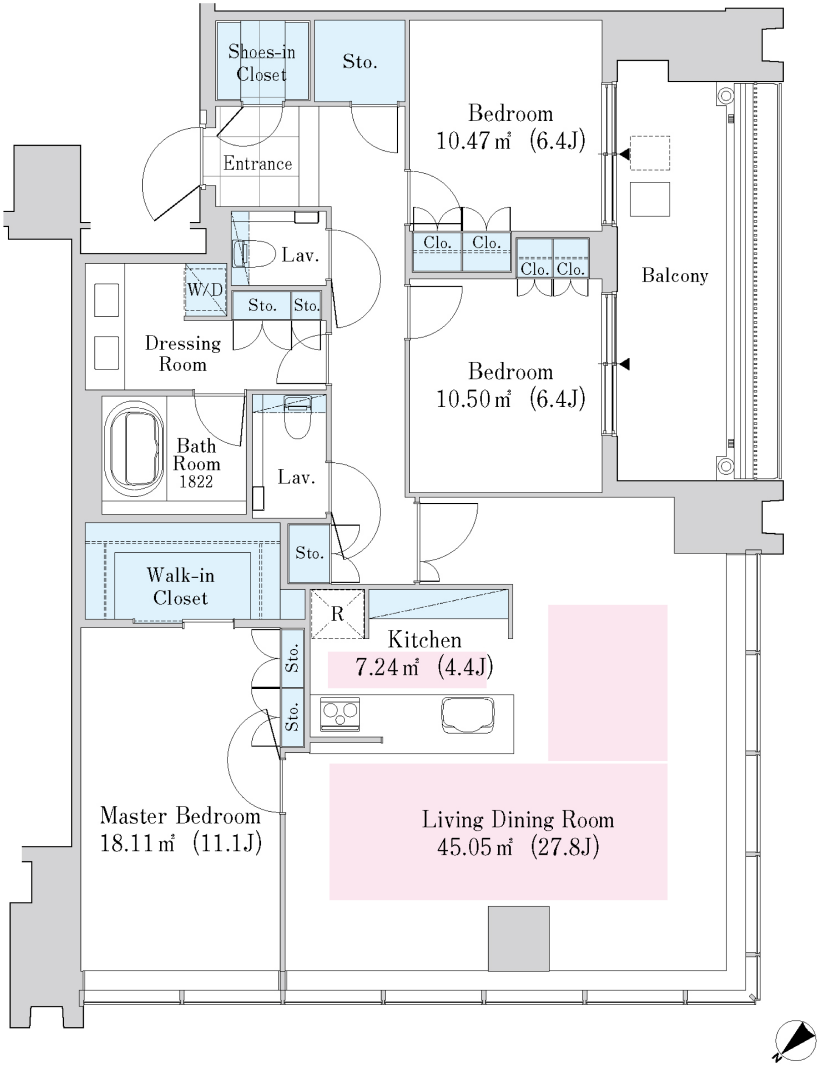 Shoes-in
Closet
Sto.
Bedroom
10.47㎡ (6.4J)
Entrance
Lav.
Clo.
Clo.
Clo.
Clo.
Balcony
W/D
Sto.
Sto.
Dressing
Room
Bedroom
10.50㎡ (6.4J)
Bath
Room
1822
Lav.
Sto.
Walk-in
Closet
R
Kitchen
7.24㎡ (4.4J)
Sto.
Sto.
Master Bedroom
18.11㎡ (11.1J)
Living Dining Room
45.05㎡ (27.8J)
N